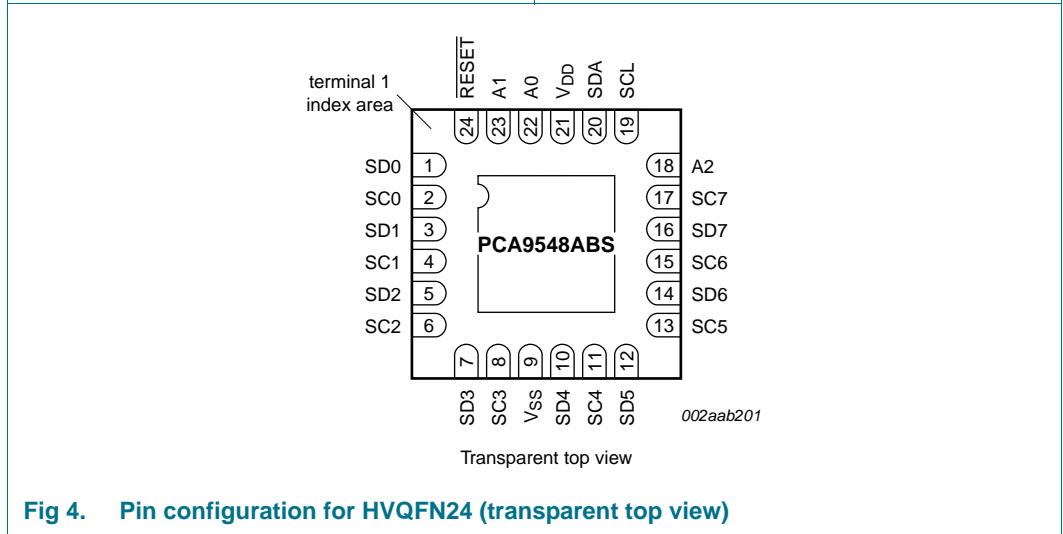 RESET
A1
A0
VDD
SDA
SCL
terminal 1
index area
24
23
22
21
20
19
SD0 1
SC0 2
SD1 3
SC1 4
SD2 5
SC2 6
18 A2
17 SC7
16 SD7
15 SC6
14 SD6
13 SC5
PCA9548ABS
7
8
9
10
11
12
SD3
SC3
VSS
SD4
SC4
SD5
002aab201
Transparent top view
Fig 4. Pin configuration for HVQFN24 (transparent top view)